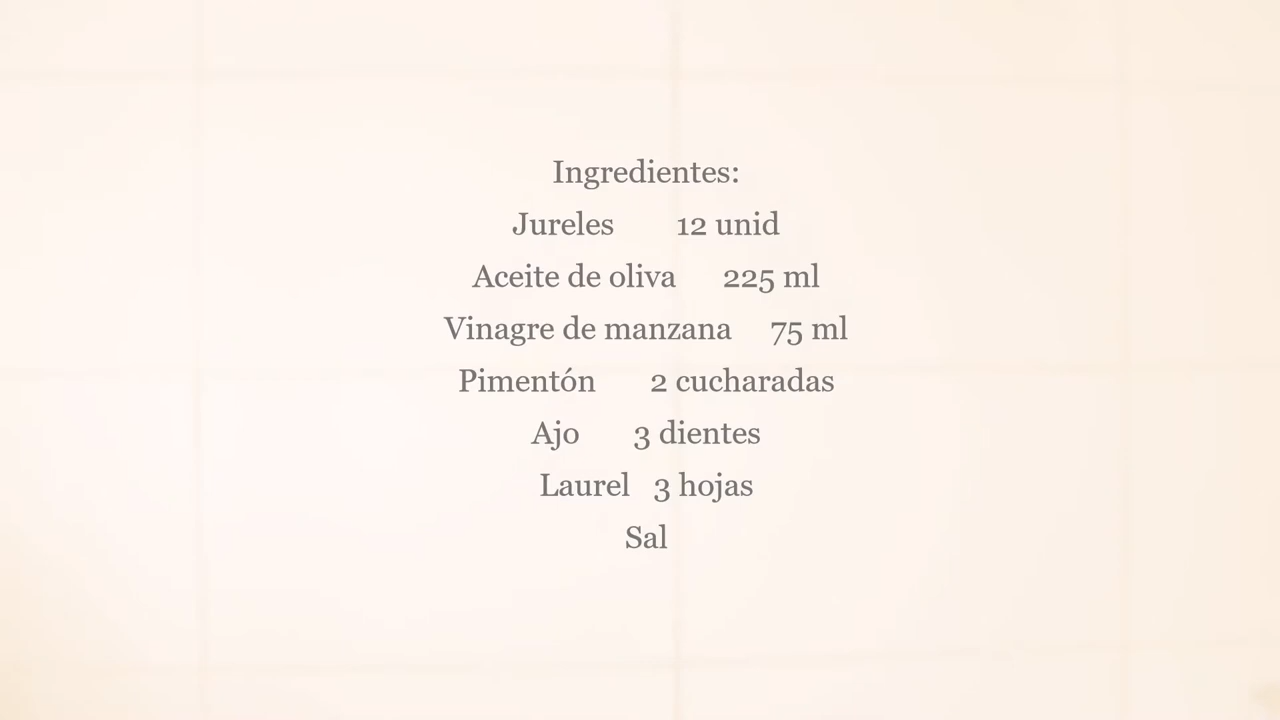 Ingredientes:
Jureles 12 unid
Aceite de oliva 225 ml
Vinagre de manzana 75 ml
Pimentón 2 cucharadas
Ajo 3 dientes
Laurel 3 hojas
Sal